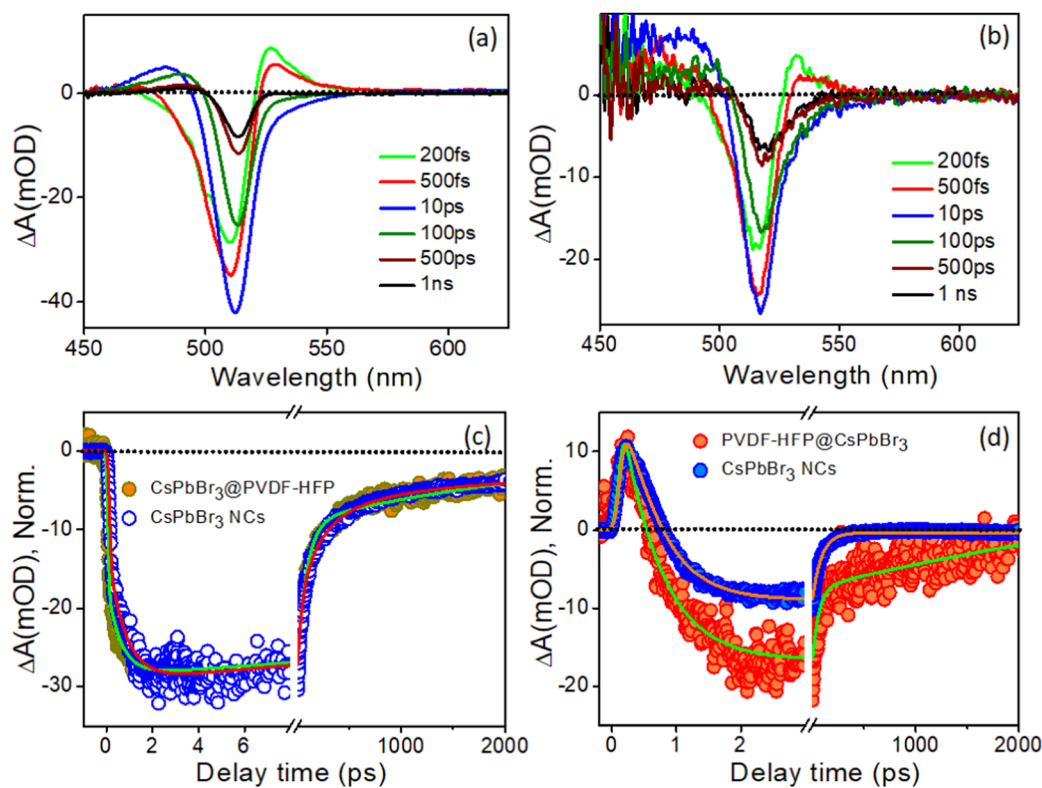 (a)
0
-20
-40
ΔA(mOD)
200fs
500fs
10ps
100ps
500ps
1ns
450 500 550 600
Wavelength (nm)
(b)
0
-10
-20
ΔA(mOD)
200fs
500fs
10ps
100ps
500ps
1 ns
450 500 550 600
Wavelength (nm)
(c)
0
-10
-20
-30
ΔA(mOD), Norm.
CsPbBr₃@PVDF-HFP
CsPbBr₃ NCs
0 2 4 6 1000 2000
Delay time (ps)
(d)
10
0
-10
-20
ΔA(mOD), Norm.
PVDF-HFP@CsPbBr₃
CsPbBr₃ NCs
0 1 2 1000 2000
Delay time (ps)